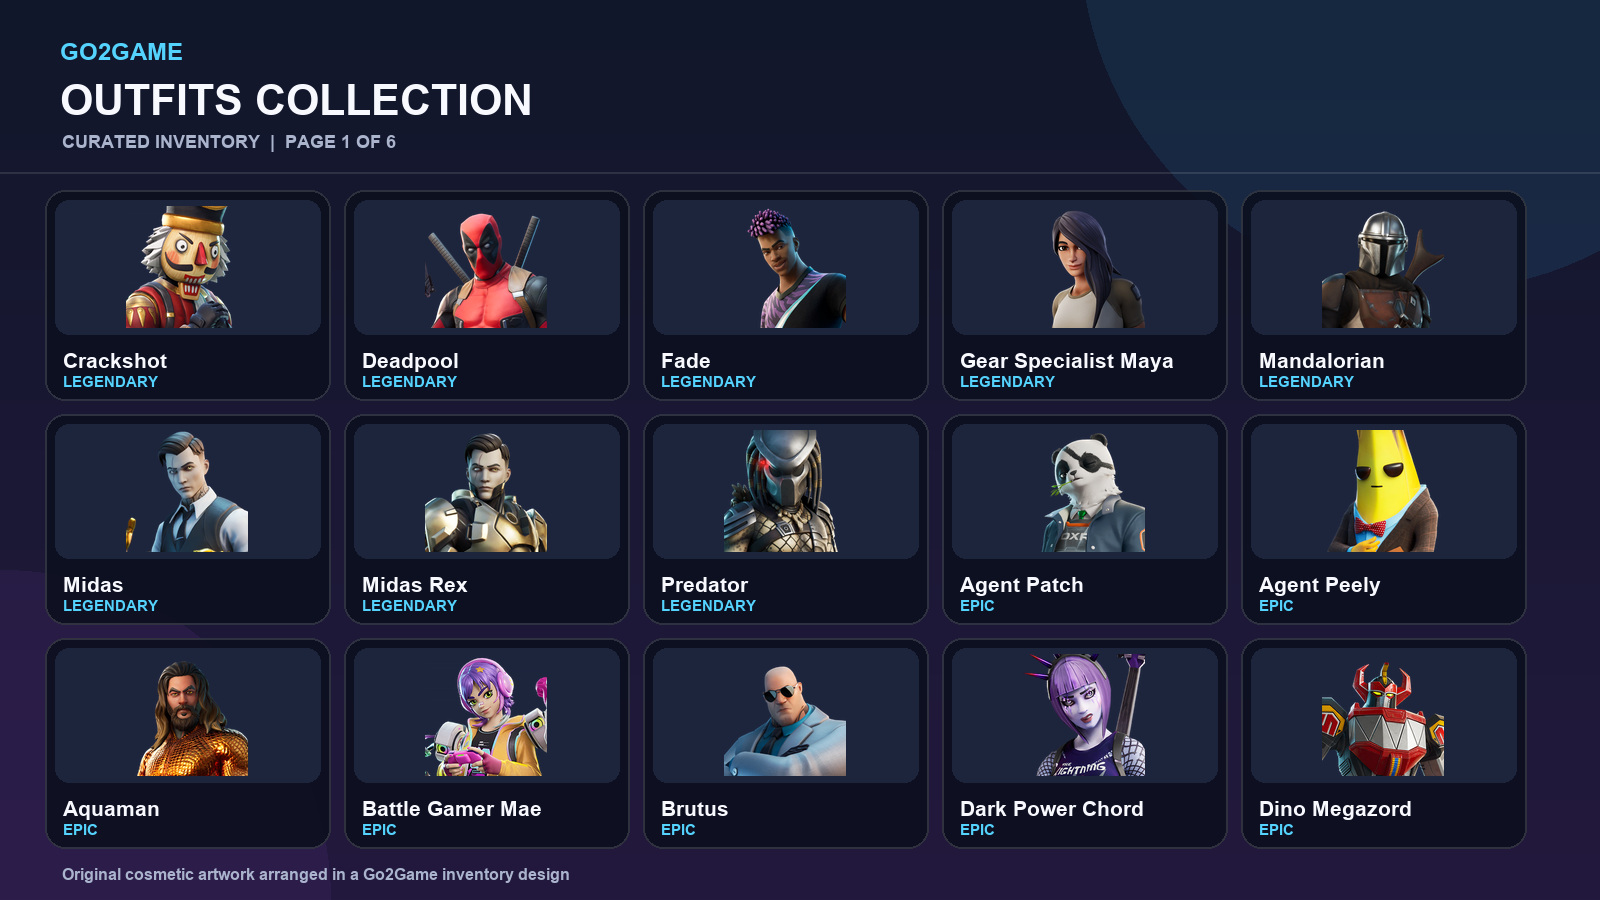 GO2GAME
OUTFITS COLLECTION
CURATED INVENTORY | PAGE 1 OF 6
Crackshot
LEGENDARY
Deadpool
LEGENDARY
Fade
LEGENDARY
Gear Specialist Maya
LEGENDARY
Mandalorian
LEGENDARY
Midas
LEGENDARY
Midas Rex
LEGENDARY
Predator
LEGENDARY
Agent Patch
EPIC
Agent Peely
EPIC
Aquaman
EPIC
Battle Gamer Mae
EPIC
Brutus
EPIC
Dark Power Chord
EPIC
Dino Megazord
EPIC
Original cosmetic artwork arranged in a Go2Game inventory design